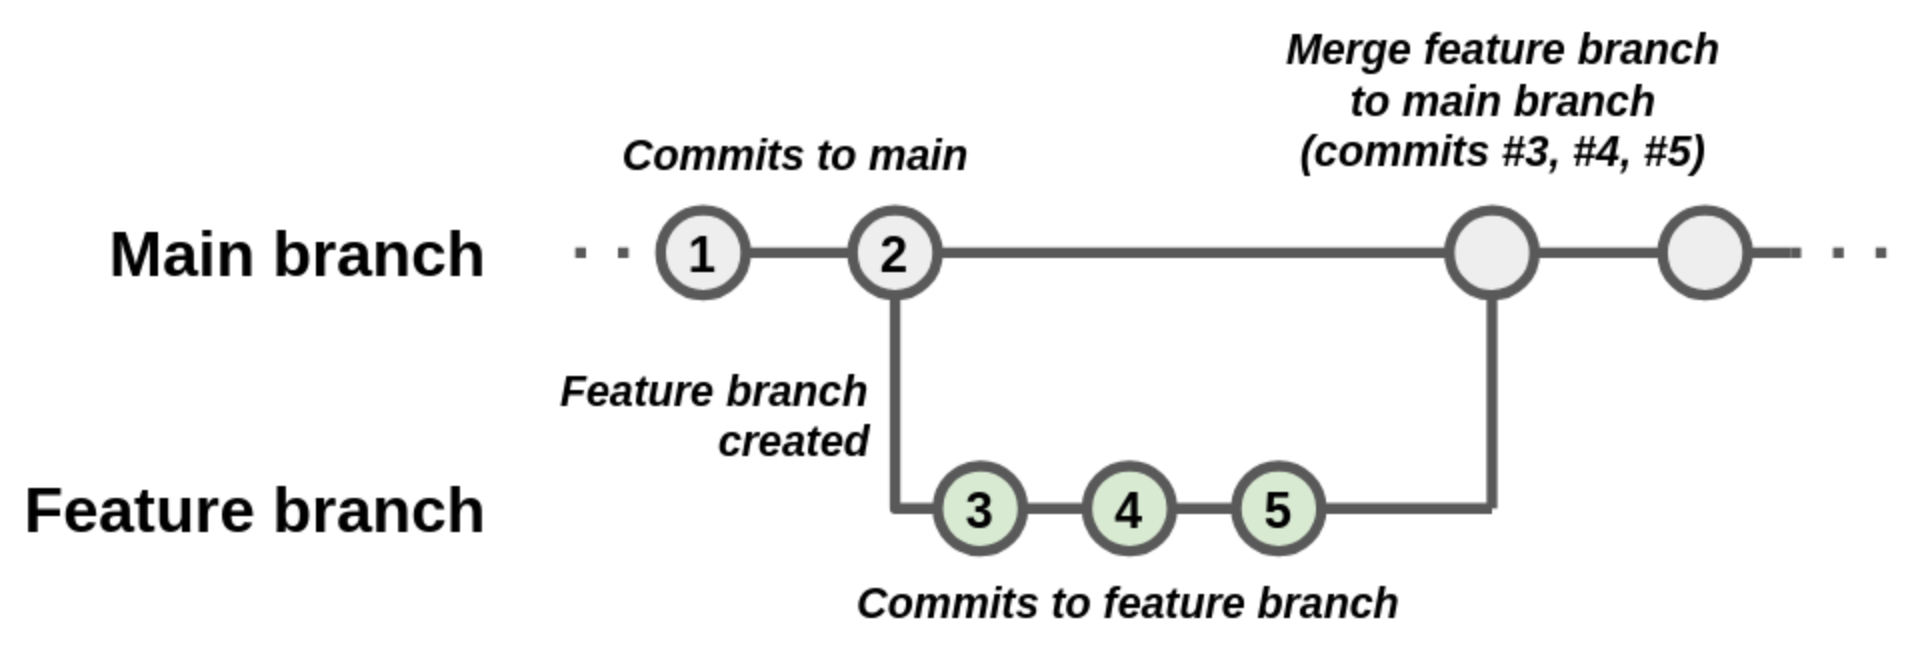 Merge feature branch
to main branch
(commits #3, #4, #5)
Commits to main
Main branch
1
2
Feature branch
created
Feature branch
3
4
5
Commits to feature branch